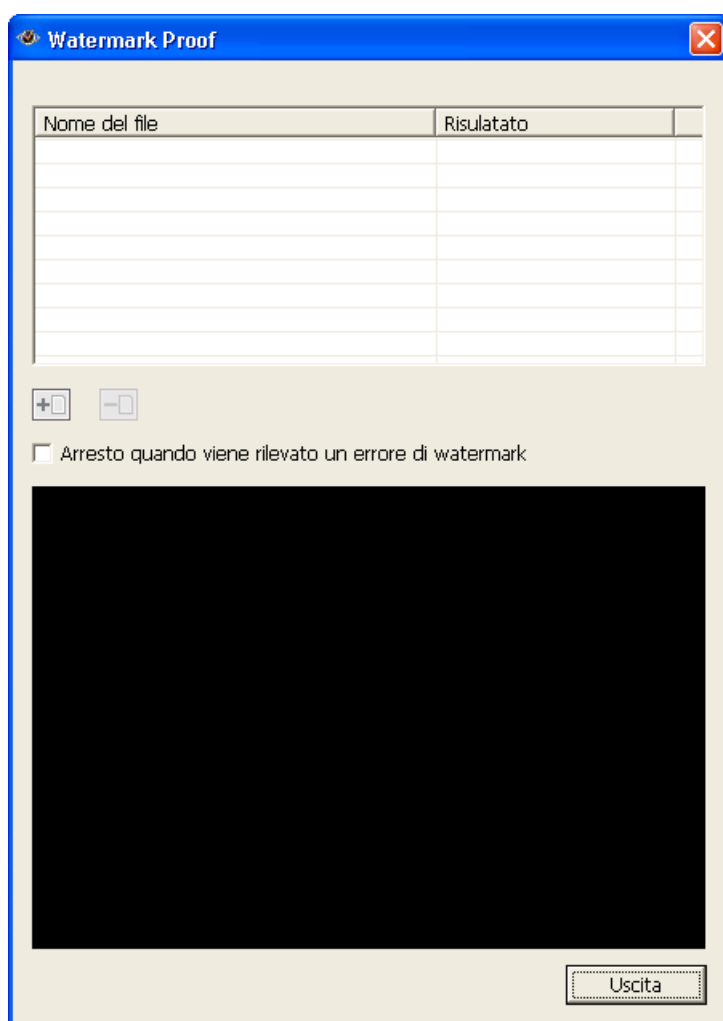 Watermark Proof
Nome del file Risulatato
Arresto quando viene rilevato un errore di watermark
Uscita